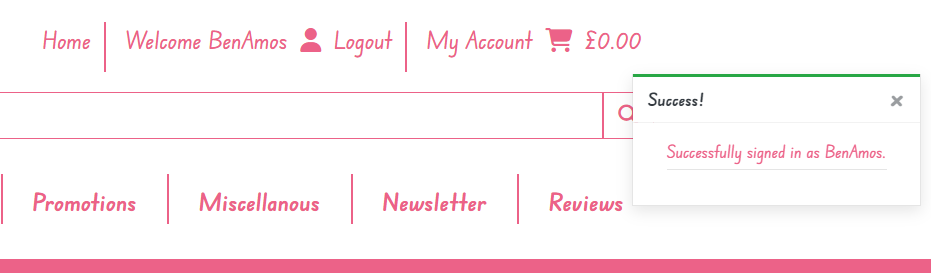 Home Welcome BenAmos Logout My Account £0.00
Success!
Successfully signed in as BenAmos.
Promotions Miscellanous Newsletter Reviews